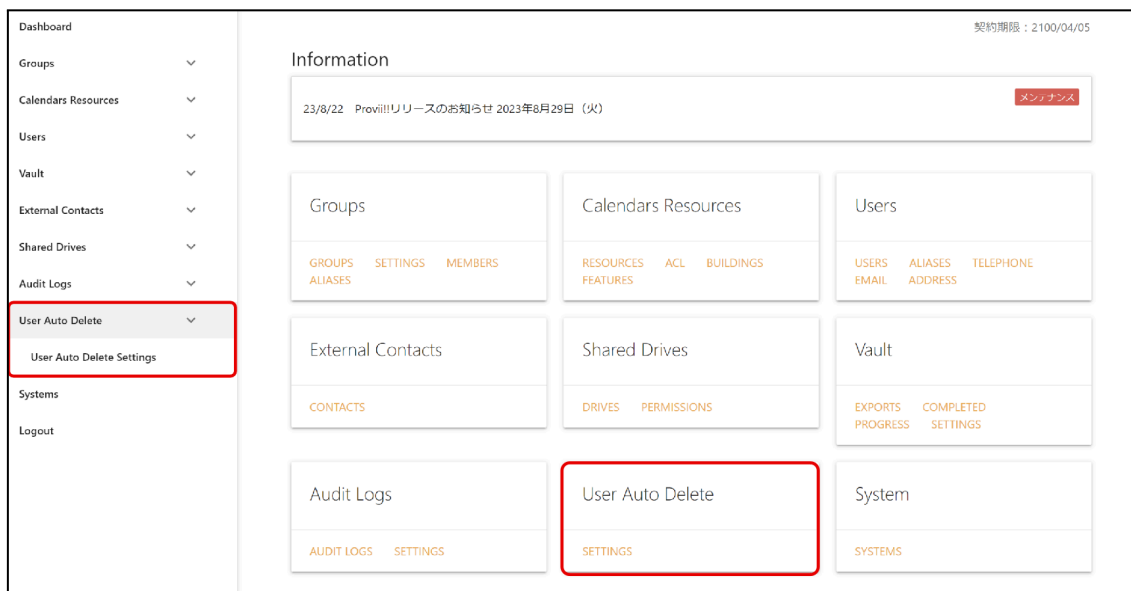 Dashboard
Groups
Calendars Resources
Users
Vault
External Contacts
Shared Drives
Audit Logs
User Auto Delete
User Auto Delete Settings
Systems
Logout
契約期限：2100/04/05
Information
23/8/22 Provii!!リリースのお知らせ 2023年8月29日（火）
メンテナンス
Groups
GROUPS SETTINGS MEMBERS
ALIASES
Calendars Resources
RESOURCES ACL BUILDINGS
FEATURES
Users
USERS ALIASES TELEPHONE
EMAIL ADDRESS
External Contacts
CONTACTS
Shared Drives
DRIVES PERMISSIONS
Vault
EXPORTS COMPLETED
PROGRESS SETTINGS
Audit Logs
AUDIT LOGS SETTINGS
User Auto Delete
SETTINGS
System
SYSTEMS